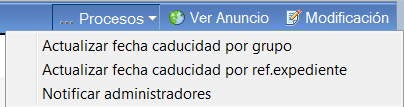 ... Procesos Ver Anuncio Modificación
Actualizar fecha caducidad por grupo
Actualizar fecha caducidad por ref.expediente
Notificar administradores